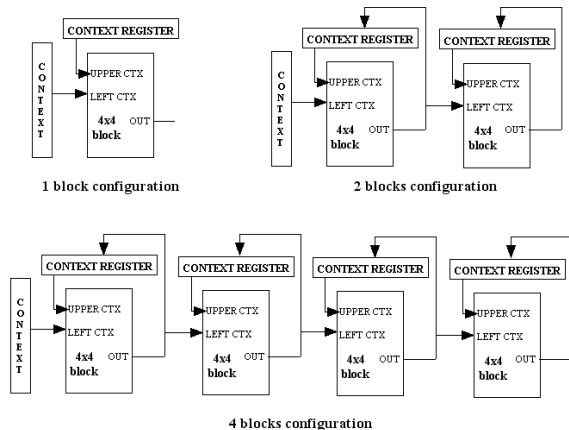 CONTEXT REGISTER
CONTEXT
UPPER CTX
LEFT CTX
4x4
block
OUT
1 block configuration
CONTEXT REGISTER
CONTEXT REGISTER
CONTEXT
UPPER CTX
LEFT CTX
OUT
4x4
block
UPPER CTX
LEFT CTX
OUT
4x4
block
2 blocks configuration
CONTEXT REGISTER
CONTEXT REGISTER
CONTEXT REGISTER
CONTEXT REGISTER
CONTEXT
UPPER CTX
LEFT CTX
OUT
4x4
block
UPPER CTX
LEFT CTX
OUT
4x4
block
UPPER CTX
LEFT CTX
OUT
4x4
block
UPPER CTX
LEFT CTX
OUT
4x4
block
4 blocks configuration